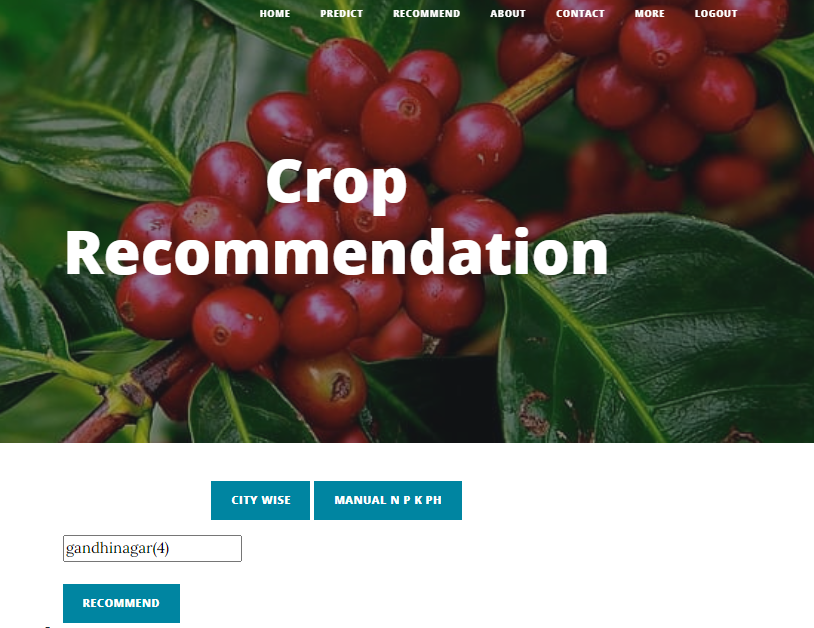 HOME PREDICT RECOMMEND ABOUT CONTACT MORE LOGOUT
Crop
Recommendation
CITY WISE MANUAL N P K PH
gandhinagar(4)
RECOMMEND